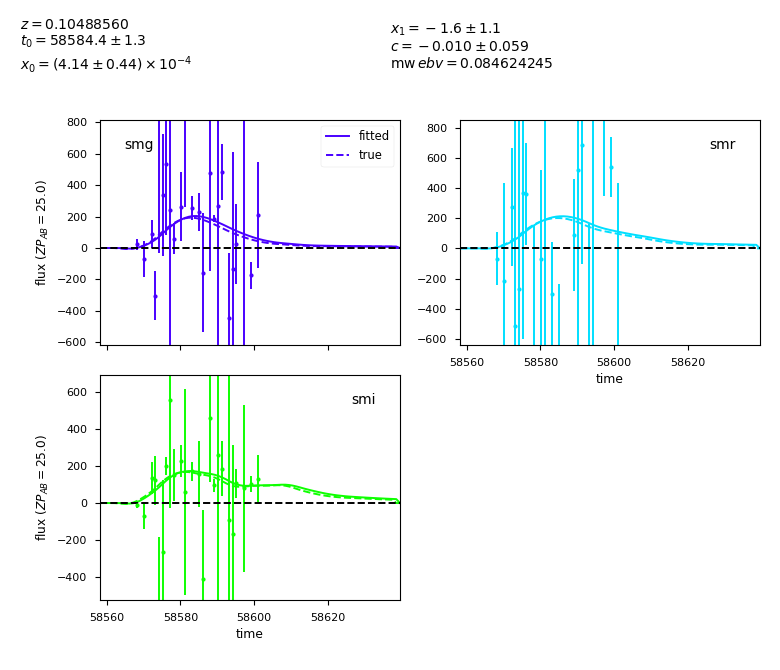 z = 0.10488560
t₀ = 58584.4 ± 1.3
x₀ = (4.14 ± 0.44) × 10⁻⁴
x₁ = −1.6 ± 1.1
c = −0.010 ± 0.059
mw ebv = 0.084624245
smg
fitted
true
800
600
400
200
0
−200
−400
−600
flux (ZP_AB = 25.0)
smr
800
600
400
200
0
−200
−400
−600
58560 58580 58600 58620
time
smi
600
400
200
0
−200
−400
flux (ZP_AB = 25.0)
58560 58580 58600 58620
time